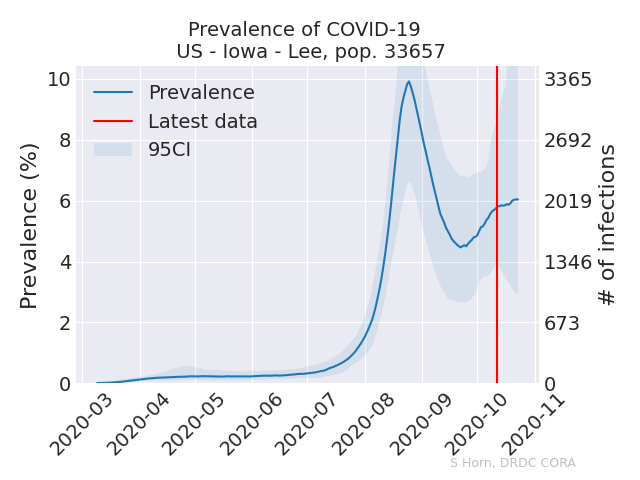 Prevalence of COVID-19
US - Iowa - Lee, pop. 33657
Prevalence (%)
10
8
6
4
2
0
Prevalence
Latest data
95CI
3365
2692
2019
1346
673
0
# of infections
2020-03
2020-04
2020-05
2020-06
2020-07
2020-08
2020-09
2020-10
2020-11
S Horn, DRDC CORA